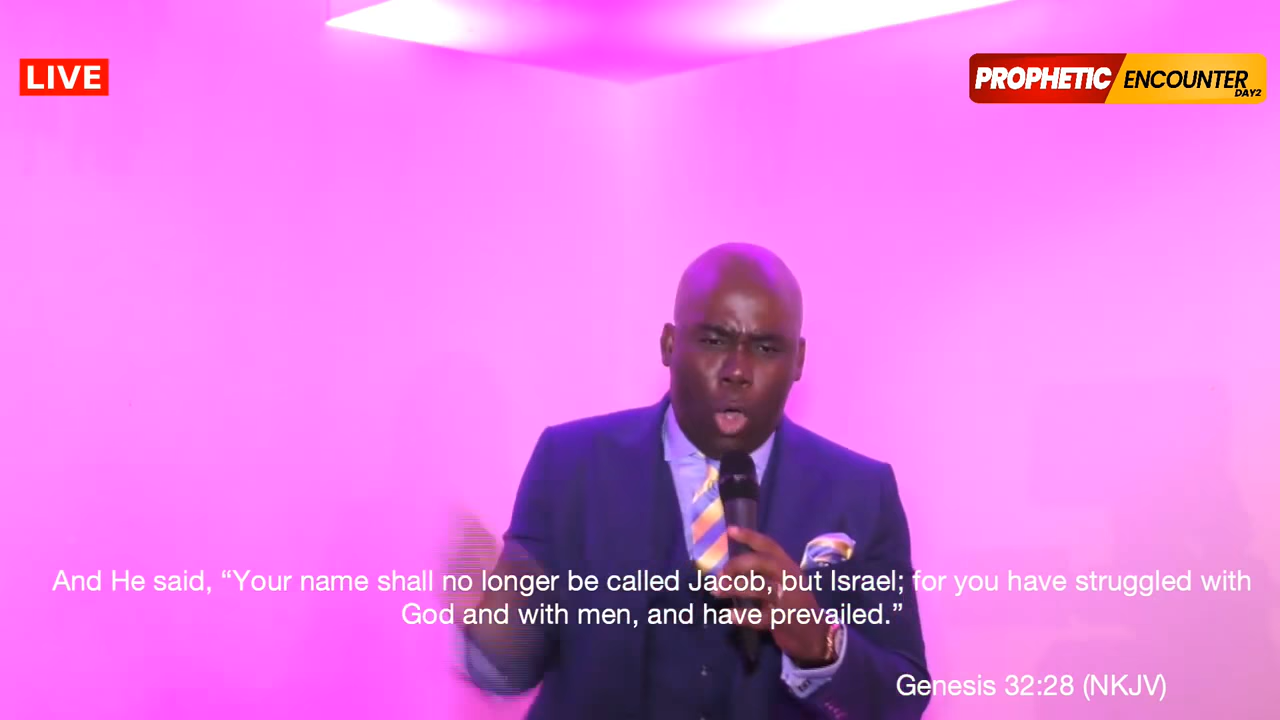 LIVE
PROPHETIC ENCOUNTER
DAY2
And He said, “Your name shall no longer be called Jacob, but Israel; for you have struggled with
God and with men, and have prevailed.”
Genesis 32:28 (NKJV)